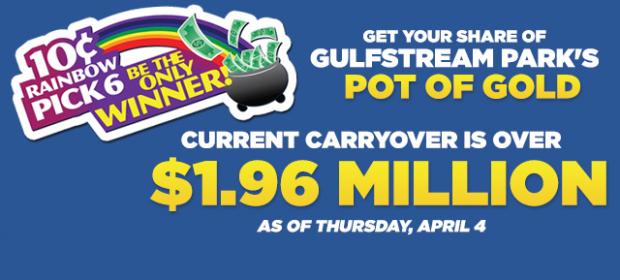 10¢
RAINBOW
PICK 6
BE THE
ONLY
WINNER!
GET YOUR SHARE OF
GULFSTREAM PARK'S
POT OF GOLD
CURRENT CARRYOVER IS OVER
$1.96 MILLION
AS OF THURSDAY, APRIL 4